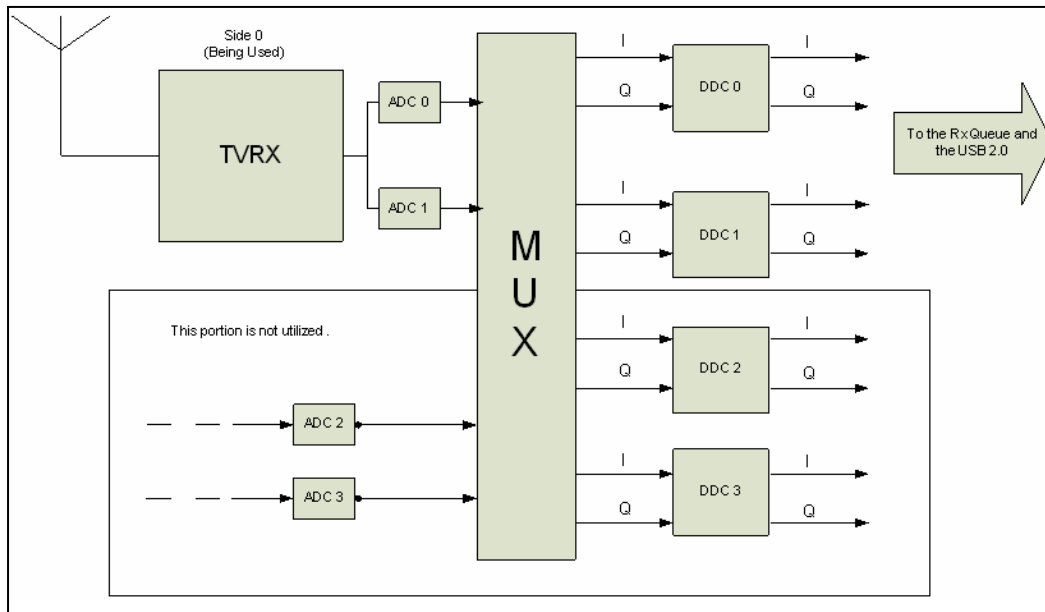 Side 0
(Being Used)
TVRX
ADC 0
ADC 1
M
U
X
I
Q
DDC 0
I
Q
I
Q
DDC 1
I
Q
To the RxQueue and
the USB 2.0
This portion is not utilized .
ADC 2
ADC 3
I
Q
DDC 2
I
Q
I
Q
DDC 3
I
Q